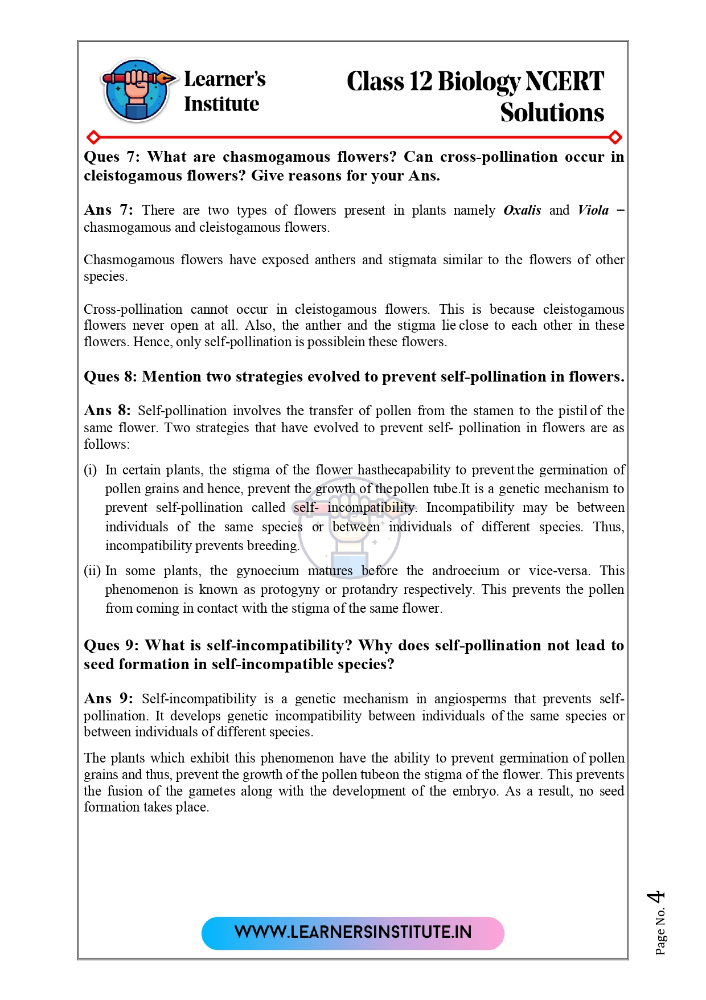 Learner's
Institute
Class 12 Biology NCERT
Solutions
Ques 7: What are chasmogamous flowers? Can cross-pollination occur in
cleistogamous flowers? Give reasons for your Ans.
Ans 7: There are two types of flowers present in plants namely Oxalis and Viola −
chasmogamous and cleistogamous flowers.
Chasmogamous flowers have exposed anthers and stigmata similar to the flowers of other
species.
Cross-pollination cannot occur in cleistogamous flowers. This is because cleistogamous
flowers never open at all. Also, the anther and the stigma lie close to each other in these
flowers. Hence, only self-pollination is possiblein these flowers.
Ques 8: Mention two strategies evolved to prevent self-pollination in flowers.
Ans 8: Self-pollination involves the transfer of pollen from the stamen to the pistil of the
same flower. Two strategies that have evolved to prevent self- pollination in flowers are as
follows:
(i) In certain plants, the stigma of the flower hasthecapability to prevent the germination of
pollen grains and hence, prevent the growth of the pollen tube.It is a genetic mechanism to
prevent self-pollination called self- incompatibility. Incompatibility may be between
individuals of the same species or between individuals of different species. Thus,
incompatibility prevents breeding.
(ii) In some plants, the gynoecium matures before the androecium or vice-versa. This
phenomenon is known as protogyny or protandry respectively. This prevents the pollen
from coming in contact with the stigma of the same flower.
Ques 9: What is self-incompatibility? Why does self-pollination not lead to
seed formation in self-incompatible species?
Ans 9: Self-incompatibility is a genetic mechanism in angiosperms that prevents self-
pollination. It develops genetic incompatibility between individuals of the same species or
between individuals of different species.
The plants which exhibit this phenomenon have the ability to prevent germination of pollen
grains and thus, prevent the growth of the pollen tubeon the stigma of the flower. This prevents
the fusion of the gametes along with the development of the embryo. As a result, no seed
formation takes place.
WWW.LEARNERSINSTITUTE.IN
Page No. 4